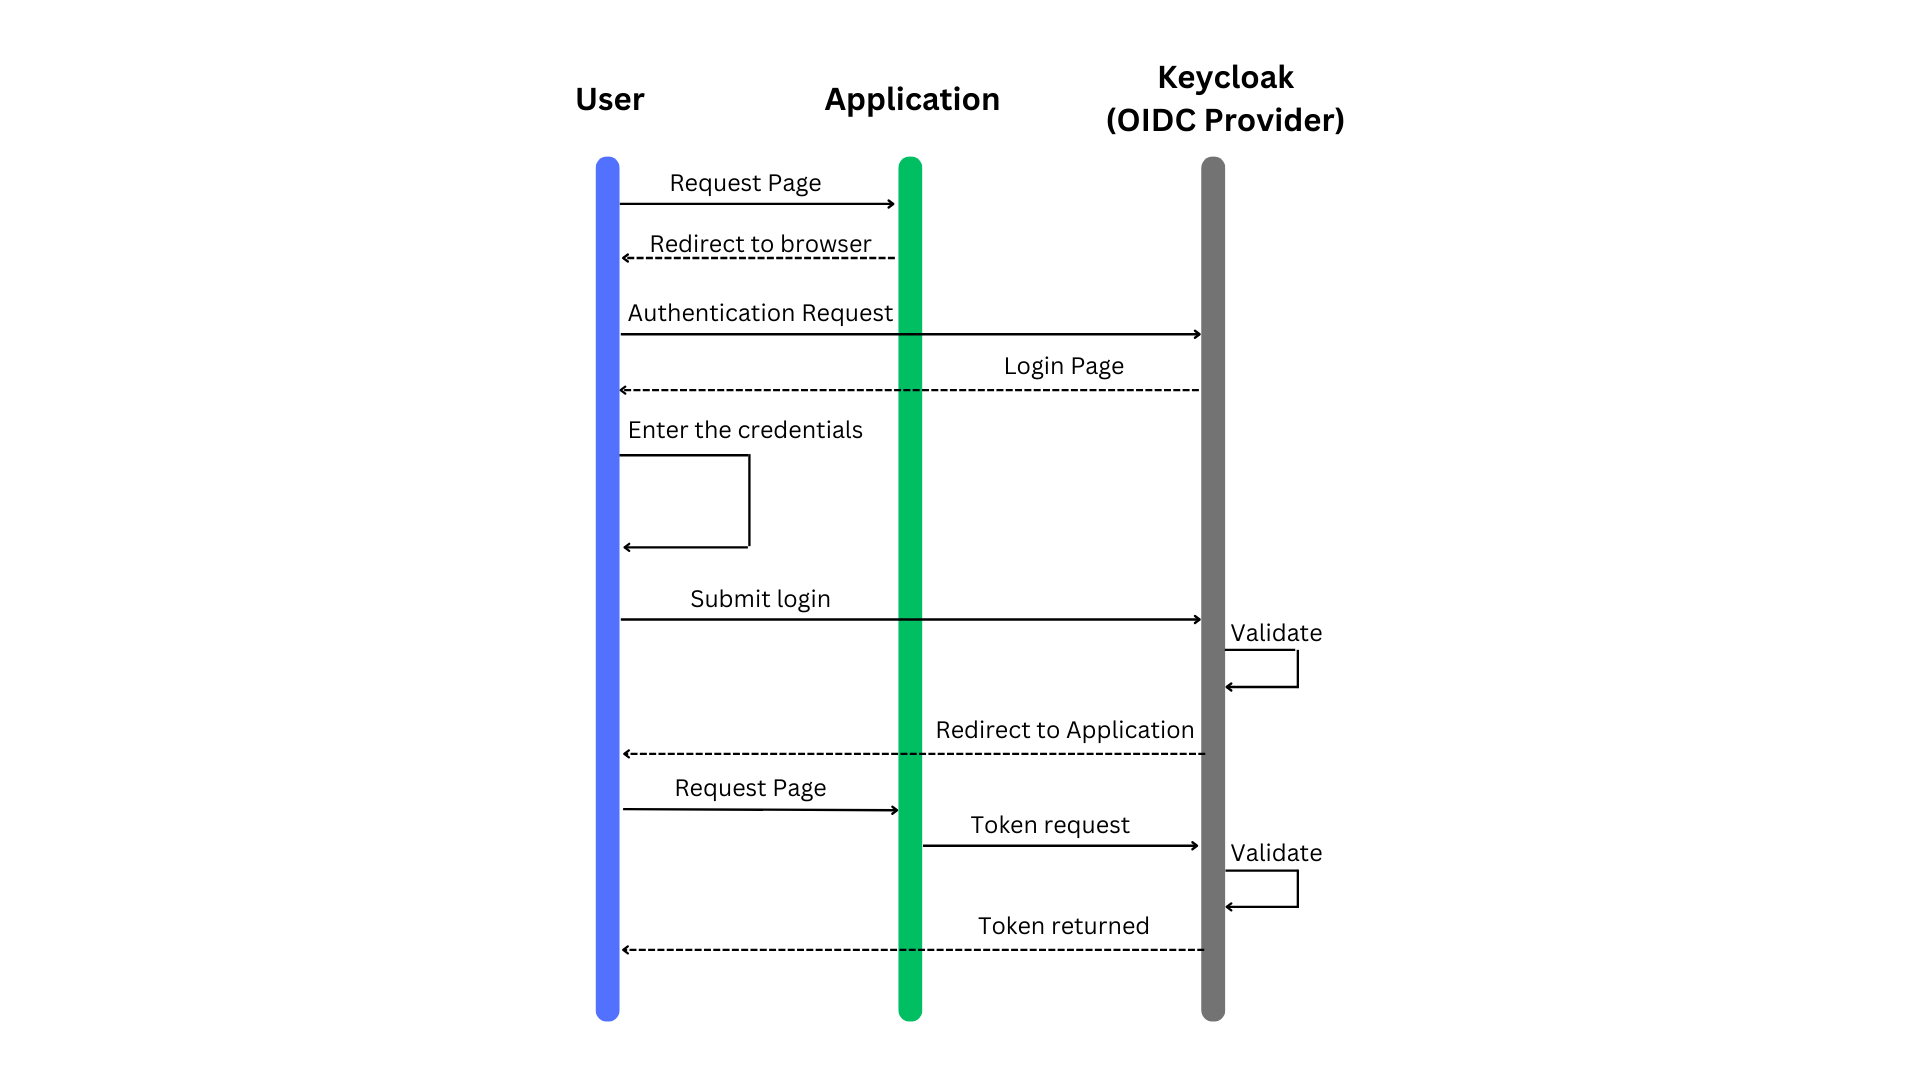 User
Application
Keycloak
(OIDC Provider)
Request Page
Redirect to browser
Authentication Request
Login Page
Enter the credentials
Submit login
Validate
Redirect to Application
Request Page
Token request
Validate
Token returned